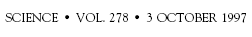 SCIENCE • VOL. 278 • 3 OCTOBER 1997